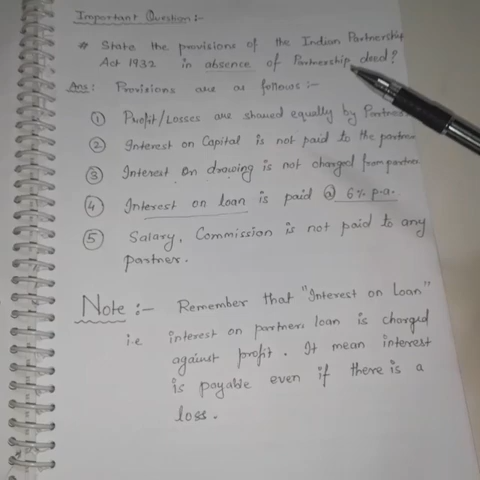 Important Question :-
# State the provisions of the Indian Partnership
Act 1932 in absence of Partnership deed?
Ans: Provisions are as follows :-
① Profit/Losses are shared equally by Partners
② Interest on Capital is not paid to the partner
③ Interest on drawing is not charged from partner
④ Interest on loan is paid @ 6% p.a.
⑤ Salary, Commission is not paid to any
partner.
Note :- Remember that "Interest on Loan"
i.e interest on partners loan is charged
against profit. It mean interest
is payable even if there is a
loss.